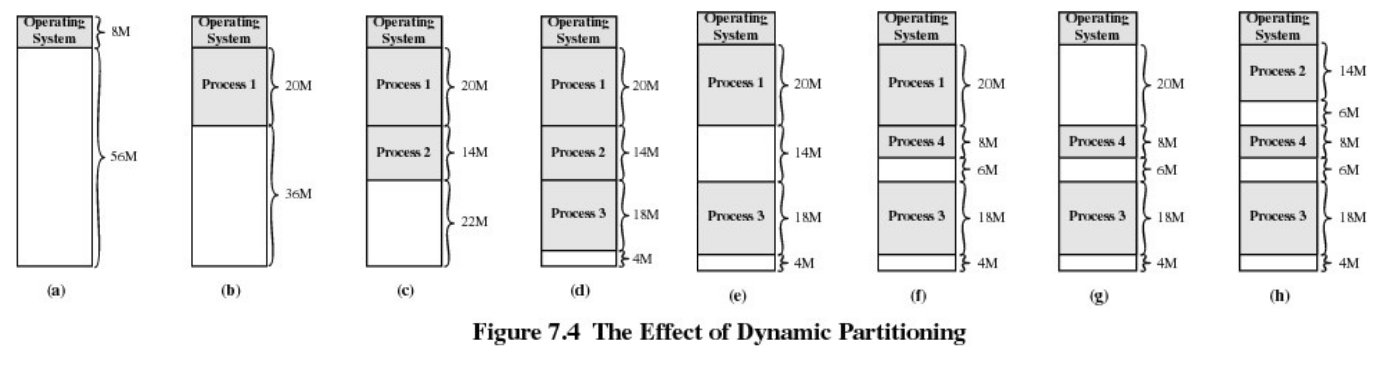 Operating
System
8M
56M
(a)
Operating
System
Process 1
20M
36M
(b)
Operating
System
Process 1
20M
Process 2
14M
22M
(c)
Operating
System
Process 1
20M
Process 2
14M
Process 3
18M
4M
(d)
Operating
System
Process 1
20M
14M
Process 3
18M
4M
(e)
Operating
System
Process 1
20M
Process 4
8M
6M
Process 3
18M
4M
(f)
Operating
System
20M
Process 4
8M
6M
Process 3
18M
4M
(g)
Operating
System
Process 2
14M
6M
Process 4
8M
6M
Process 3
18M
4M
(h)
Figure 7.4 The Effect of Dynamic Partitioning